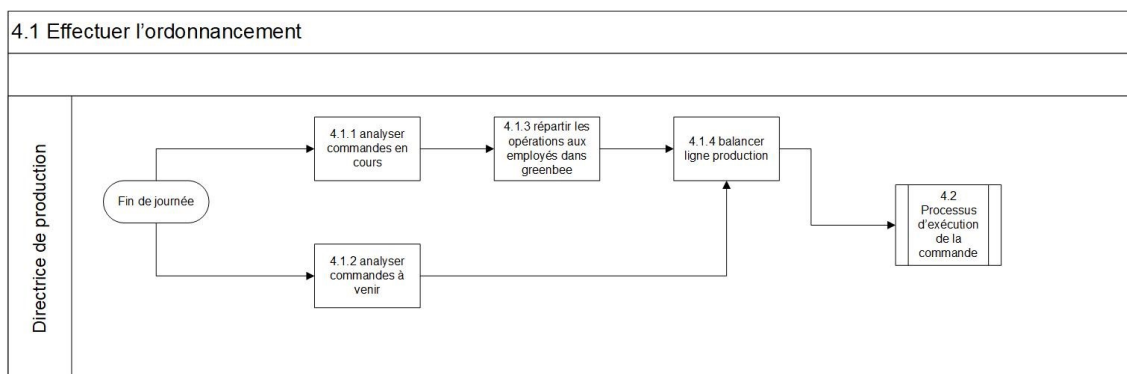 4.1 Effectuer l’ordonnancement
Directrice de production
Fin de journée
4.1.1 analyser
commandes en
cours
4.1.3 répartir les
opérations aux
employés dans
greenbee
4.1.4 balancer
ligne production
4.2
Processus
d’exécution
de la
commande
4.1.2 analyser
commandes à
venir